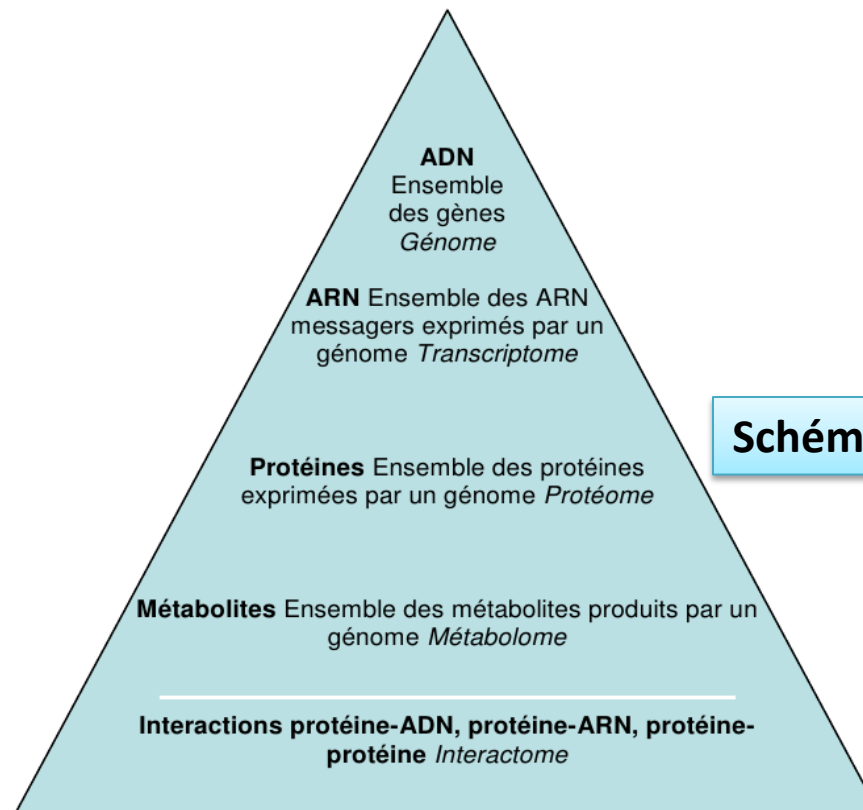 ADN
Ensemble
des gènes
Génome
ARN Ensemble des ARN
messagers exprimés par un
génome Transcriptome
Schém
Protéines Ensemble des protéines
exprimées par un génome Protéome
Métabolites Ensemble des métabolites produits par un
génome Métabolome
Interactions protéine-ADN, protéine-ARN, protéine-
protéine Interactome